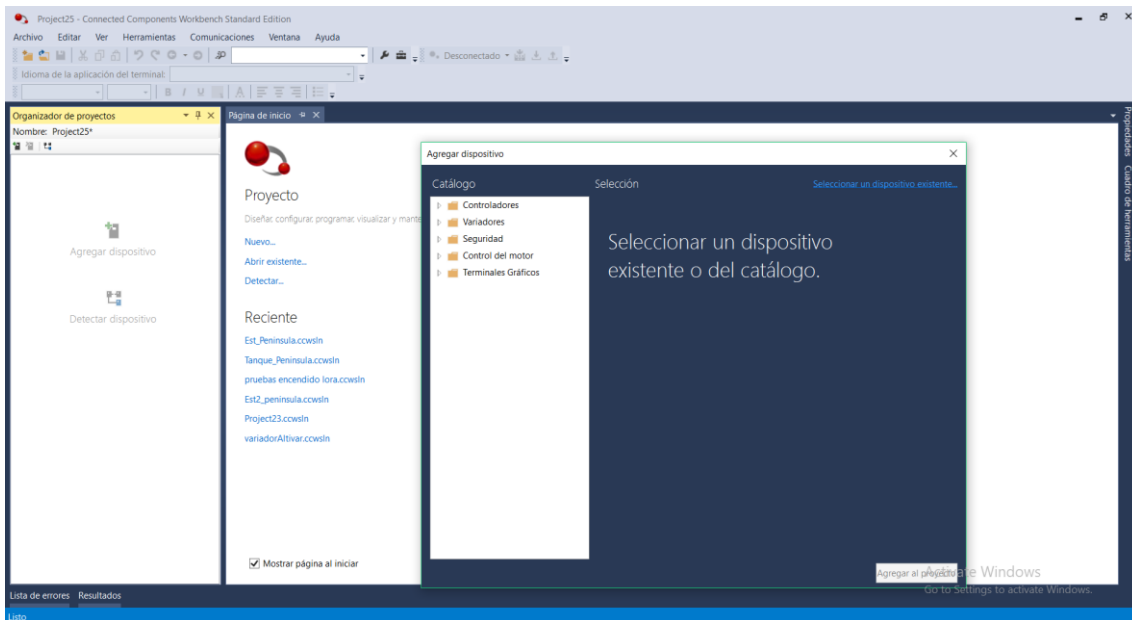 Project25 - Connected Components Workbench Standard Edition
Archivo Editar Ver Herramientas Comunicaciones Ventana Ayuda
Desconectado
Idioma de la aplicación del terminal:
B I U A
Organizador de proyectos
Nombre: Project25*
Agregar dispositivo
Detectar dispositivo
Página de inicio
Proyecto
Diseñar, configurar, programar, visualizar y mante
Nuevo...
Abrir existente...
Detectar...
Reciente
Est_Peninsula.ccwsln
Tanque_Peninsula.ccwsln
pruebas encendido lora.ccwsln
Est2_peninsula.ccwsln
Project23.ccwsln
variadorAltivar.ccwsln
Mostrar página al iniciar
Agregar dispositivo
Catálogo
Controladores
Variadores
Seguridad
Control del motor
Terminales Gráficos
Selección
Seleccionar un dispositivo existente...
Seleccionar un dispositivo
existente o del catálogo.
Agregar al proyecto
Activate Windows
Go to Settings to activate Windows.
Propiedades
Cuadro de herramientas
Lista de errores Resultados
Listo